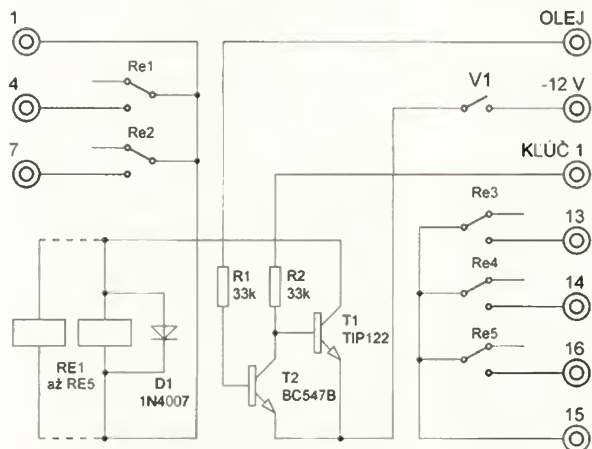 1
OLEJ
4
Re1
V1
-12 V
7
Re2
KĽÚČ 1
Re3
13
Re4
14
Re5
16
15
R1
33k
R2
33k
T1
TIP122
RE1
až RE5
D1
1N4007
T2
BC547B